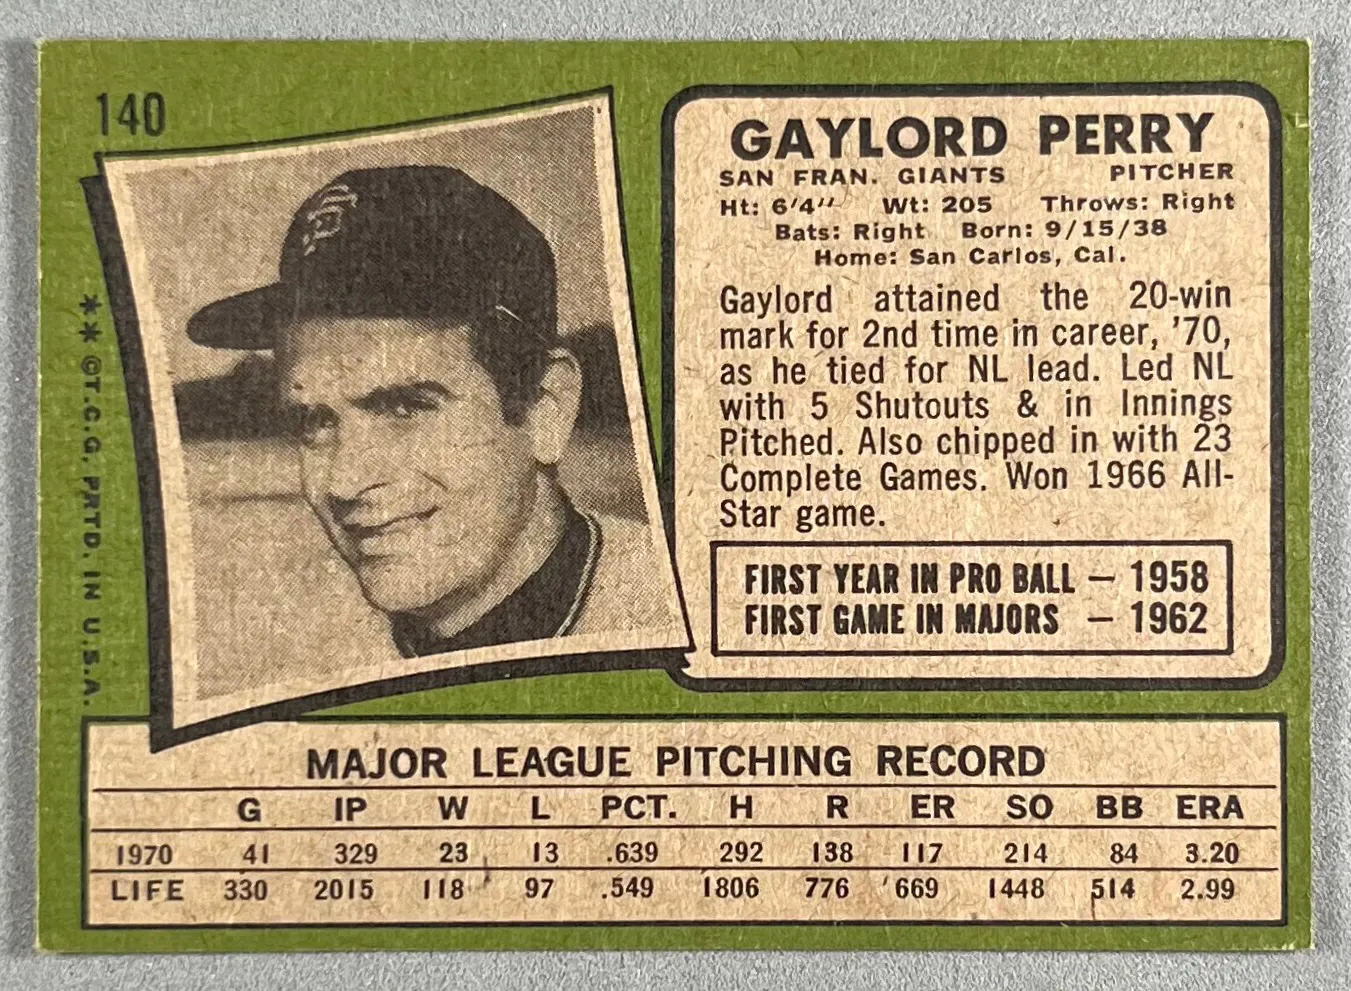 140
GAYLORD PERRY
SAN FRAN. GIANTS PITCHER
Ht: 6'4" Wt: 205 Throws: Right
Bats: Right Born: 9/15/38
Home: San Carlos, Cal.
Gaylord attained the 20-win
mark for 2nd time in career, '70,
as he tied for NL lead. Led NL
with 5 Shutouts & in Innings
Pitched. Also chipped in with 23
Complete Games. Won 1966 All-
Star game.
FIRST YEAR IN PRO BALL — 1958
FIRST GAME IN MAJORS — 1962
SF
** ©T.C.G. PRTD. IN U.S.A.
MAJOR LEAGUE PITCHING RECORD
G IP W L PCT. H R ER SO BB ERA
1970 41 329 23 13 .639 292 138 117 214 84 3.20
LIFE 330 2015 118 97 .549 1806 776 669 1448 514 2.99